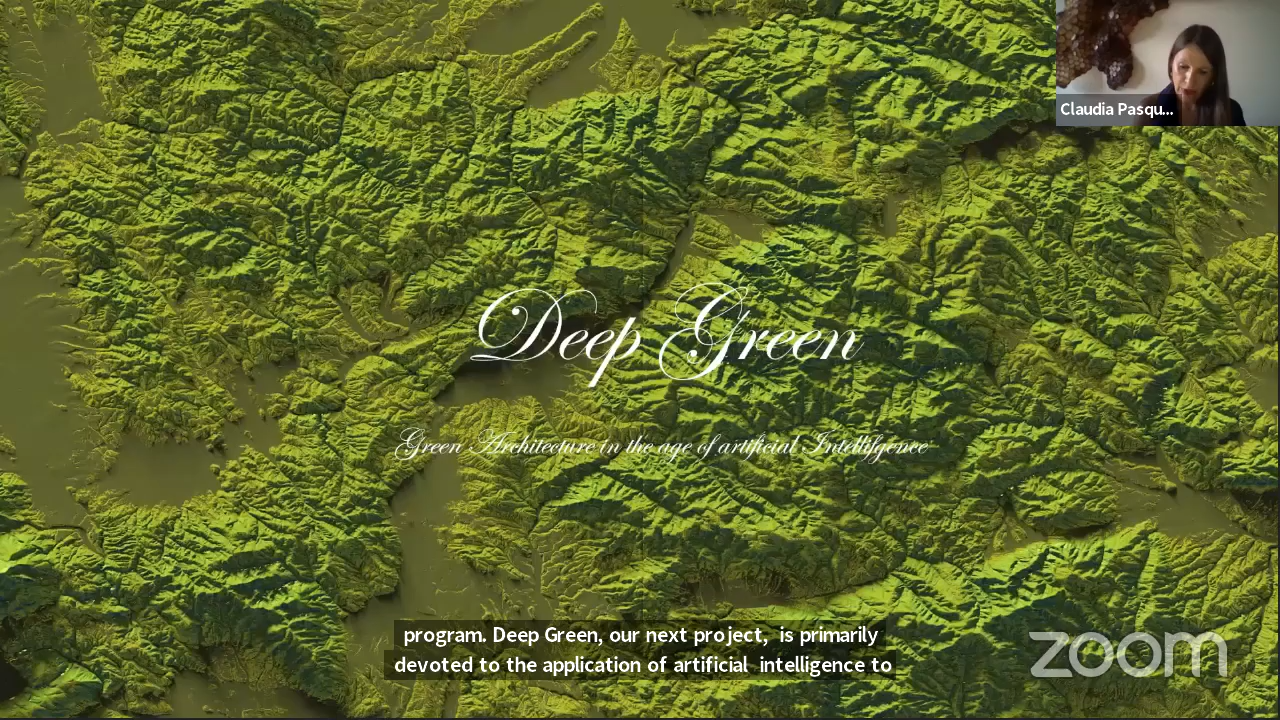 Claudia Pasqu...
Deep Green
Green Architecture in the age of artificial Intellifgence
program. Deep Green, our next project, is primarily
devoted to the application of artificial intelligence to
zoom